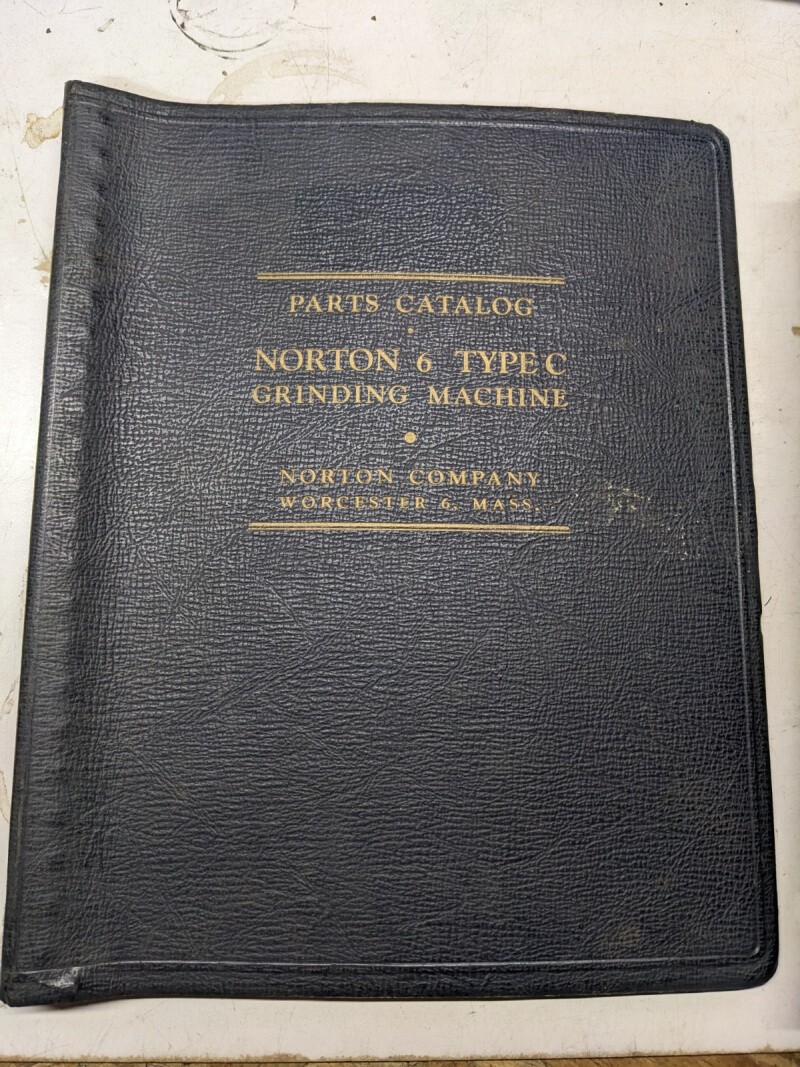 PARTS CATALOG
NORTON 6 TYPE C
GRINDING MACHINE
NORTON COMPANY
WORCESTER 6, MASS.